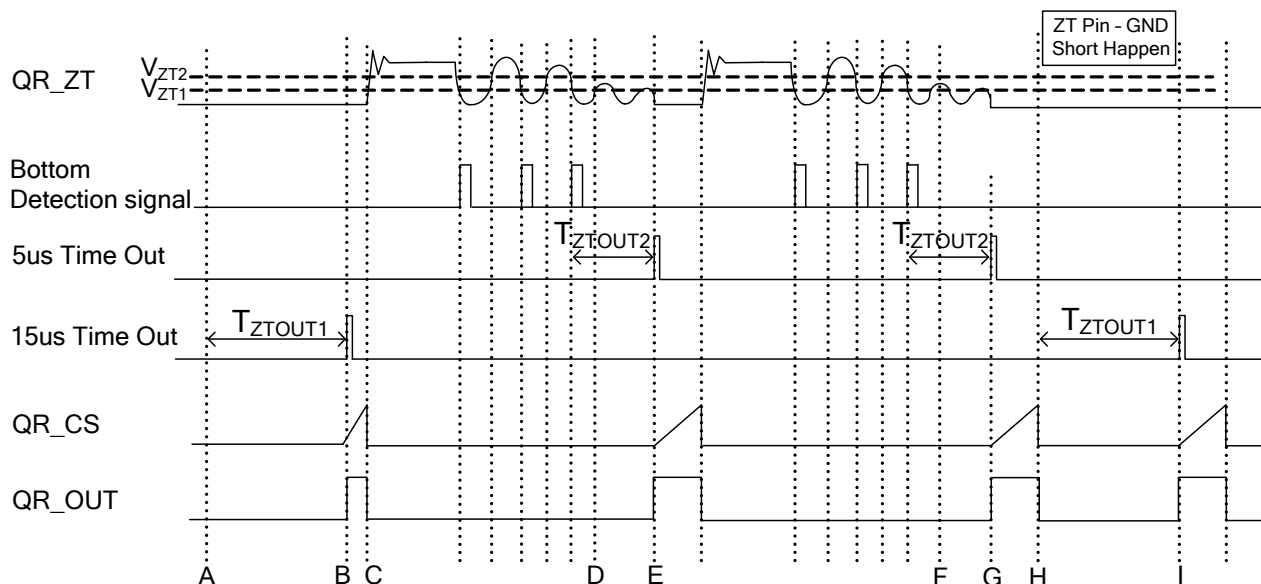 ZT Pin - GND
Short Happen
QR_ZT
VZT2
VZT1
Bottom
Detection signal
TZTOUT2
TZTOUT2
5us Time Out
15us Time Out
TZTOUT1
TZTOUT1
QR_CS
QR_OUT
A B C D E F G H I